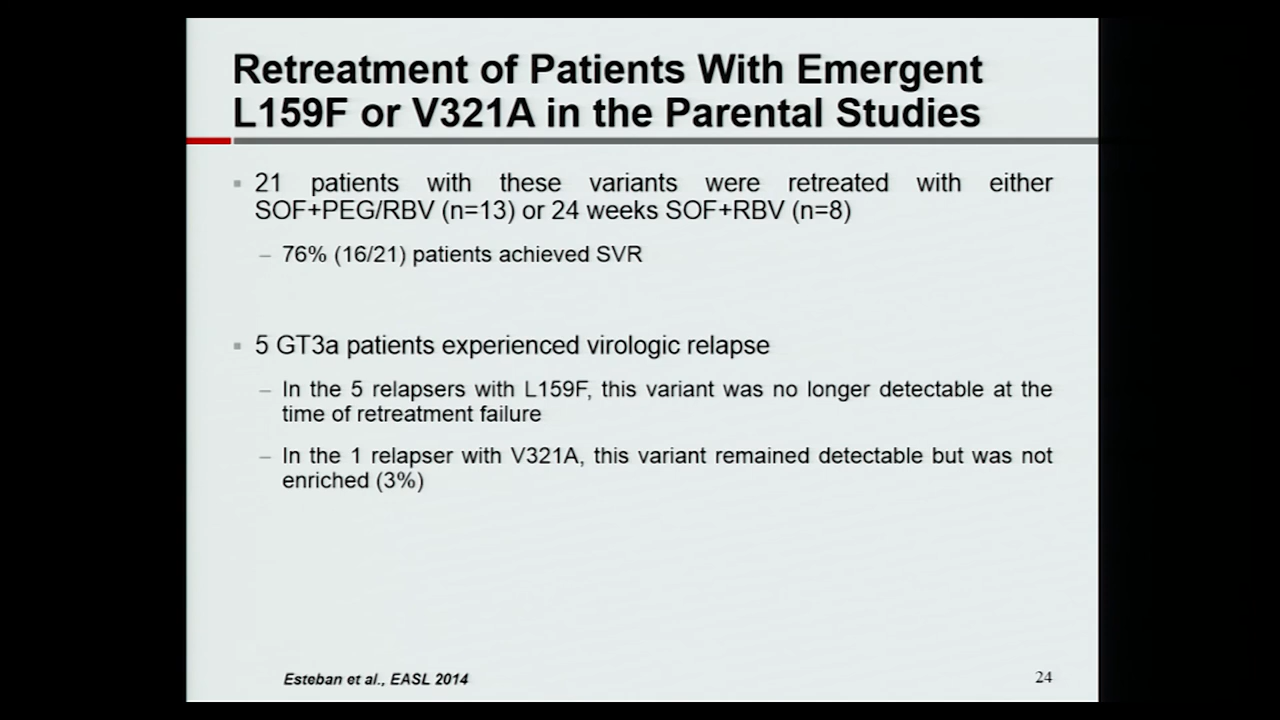 Retreatment of Patients With Emergent
L159F or V321A in the Parental Studies
▪ 21 patients with these variants were retreated with either
SOF+PEG/RBV (n=13) or 24 weeks SOF+RBV (n=8)
– 76% (16/21) patients achieved SVR
▪ 5 GT3a patients experienced virologic relapse
– In the 5 relapsers with L159F, this variant was no longer detectable at the
time of retreatment failure
– In the 1 relapser with V321A, this variant remained detectable but was not
enriched (3%)
Esteban et al., EASL 2014
24